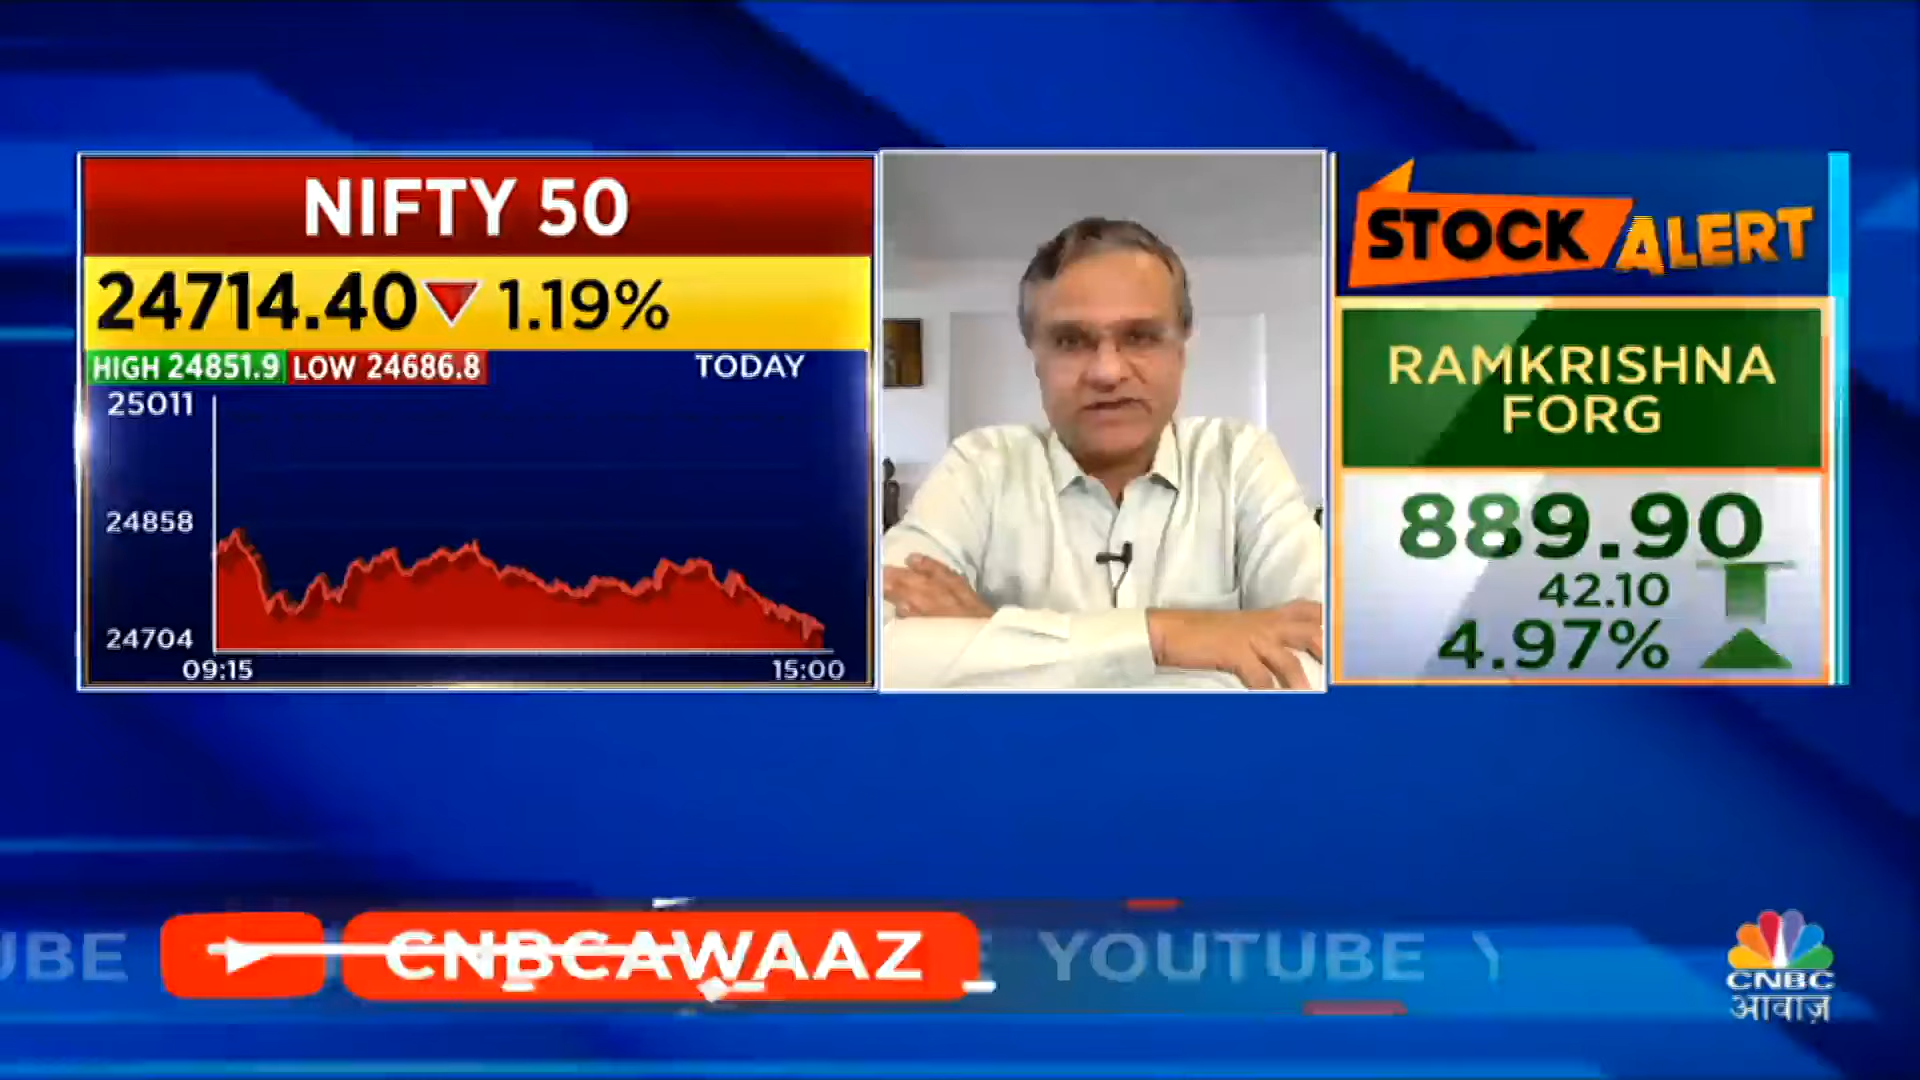 NIFTY 50
24714.40 1.19%
HIGH 24851.9 LOW 24686.8 TODAY
25011
24858
24704
09:15 15:00
STOCK ALERT
RAMKRISHNA
FORG
889.90
42.10
4.97%
UBE CNBCAWAAZ E YOUTUBE Y
CNBC
आवाज़